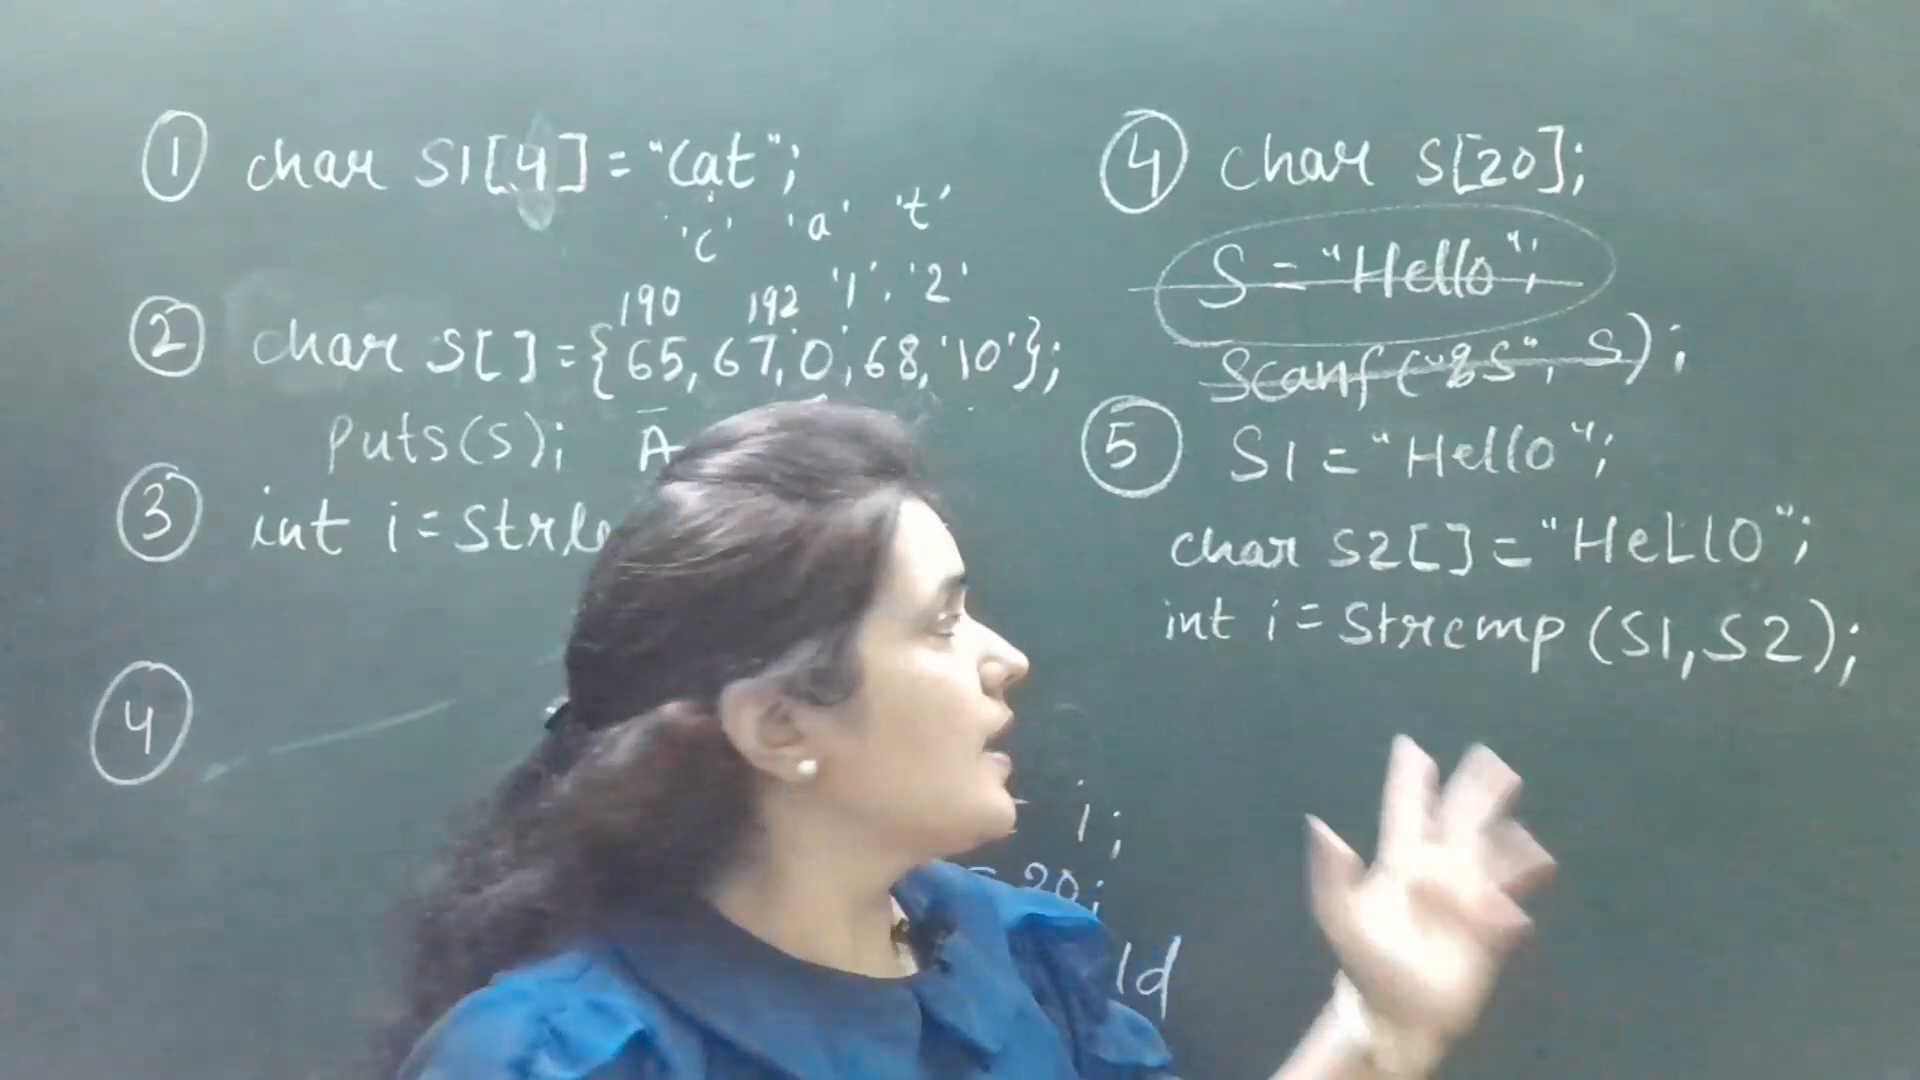 ① char S1[4] = "Cat";
'c' 'a' 't'
190 192 '1' '2'
② char S[] = {65, 67, 0, 68, '10'};
puts(S); A
③ int i = Strle
④
i;
= 20;
ld
④ char S[20];
S = "Hello";
Scanf("%s", S);
⑤ S1 = "Hello";
char S2[] = "HeLlO";
int i = Strcmp (S1, S2);